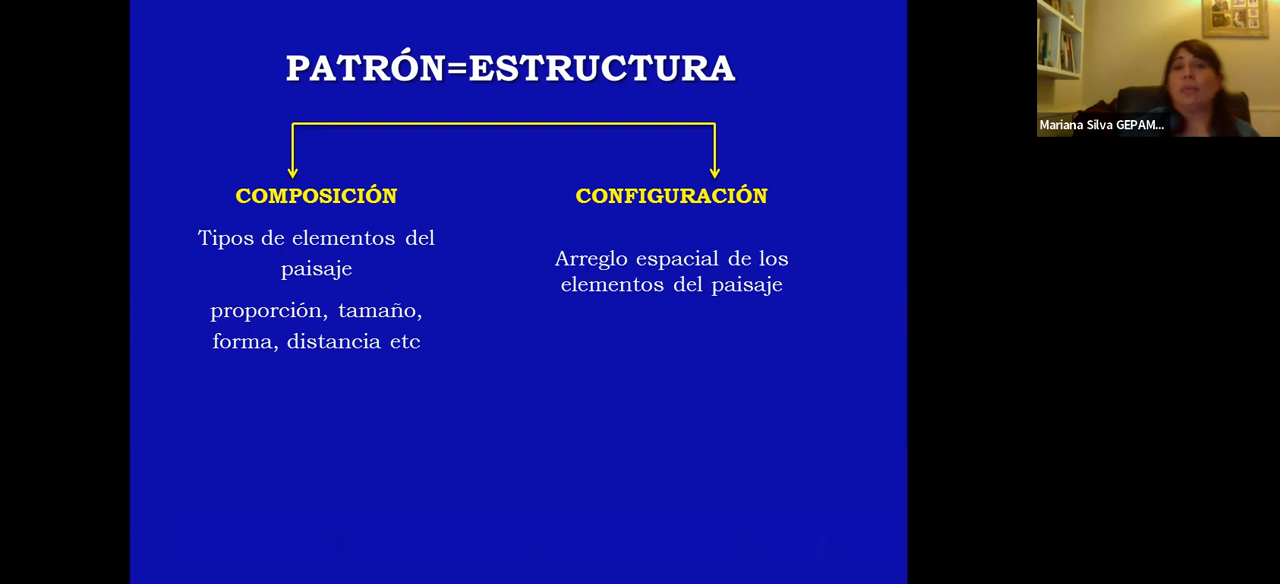 PATRÓN=ESTRUCTURA
COMPOSICIÓN
Tipos de elementos del
paisaje
proporción, tamaño,
forma, distancia etc
CONFIGURACIÓN
Arreglo espacial de los
elementos del paisaje
Mariana Silva GEPAM...